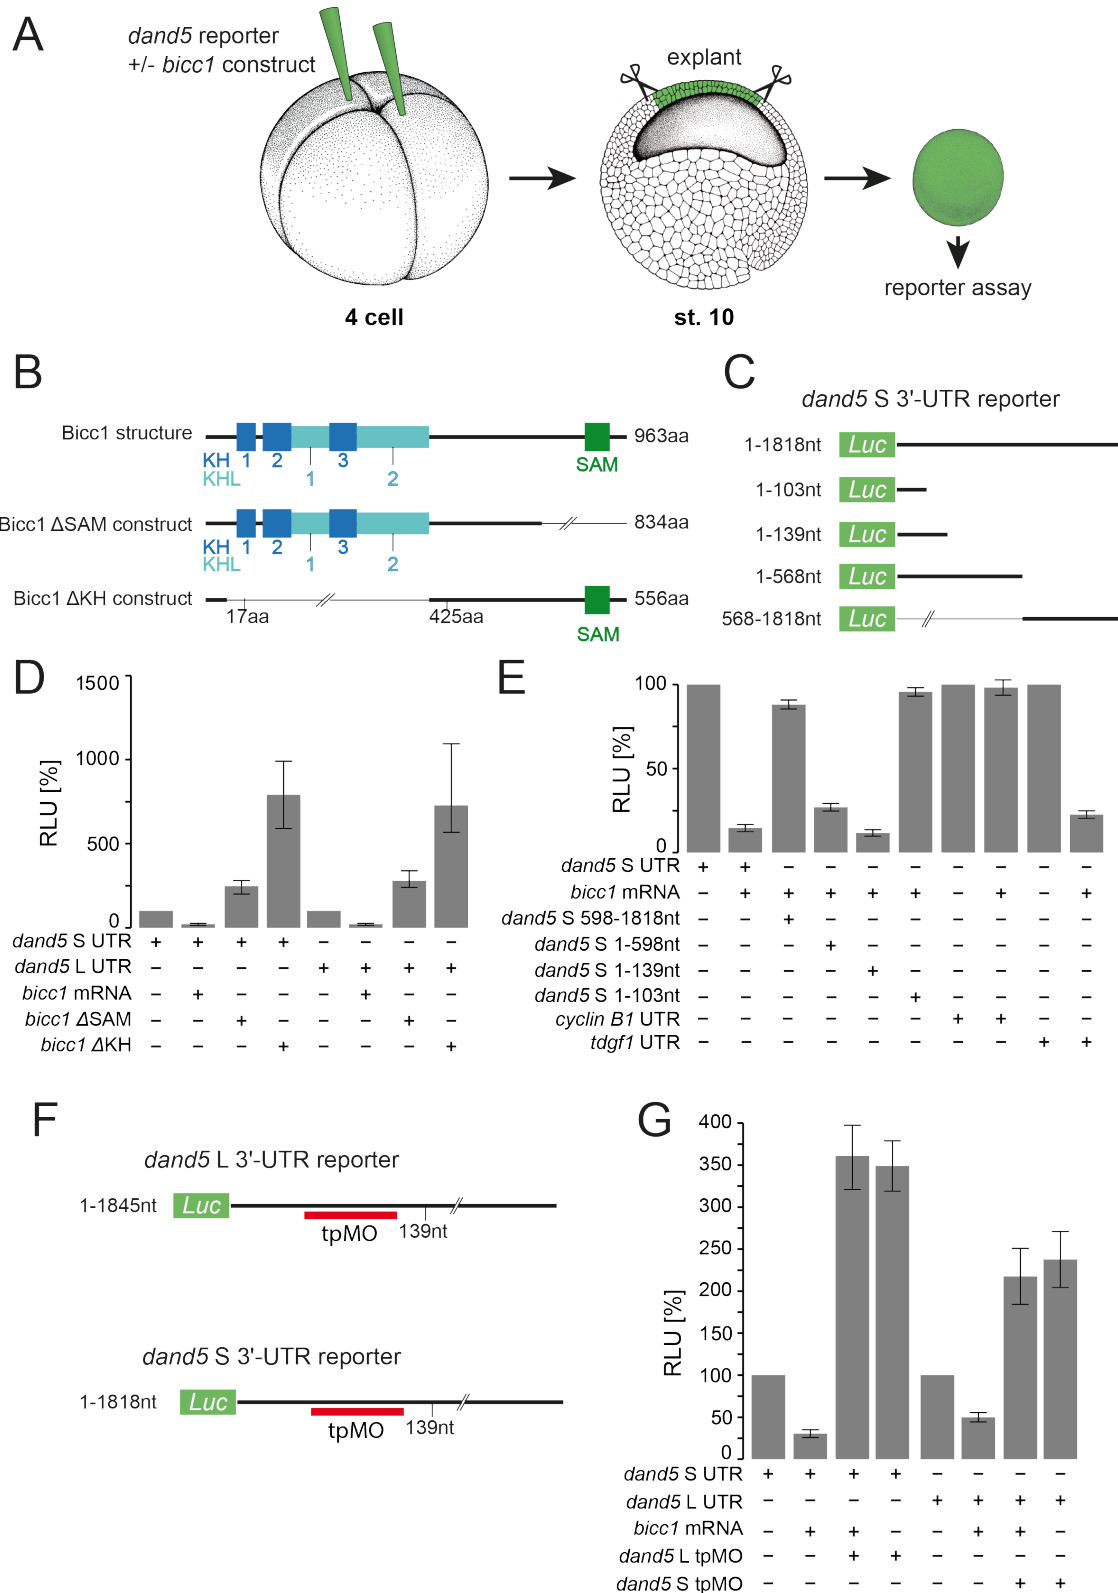 A
dand5 reporter
+/- bicc1 construct
explant
4 cell
st. 10
reporter assay
B
Bicc1 structure
963aa
KH 1 2 3
KHL 1 2
SAM
Bicc1 ΔSAM construct
834aa
KH 1 2 3
KHL 1 2
Bicc1 ΔKH construct
556aa
17aa
425aa
SAM
C
dand5 S 3'-UTR reporter
1-1818nt Luc
1-103nt Luc
1-139nt Luc
1-568nt Luc
568-1818nt Luc
D
RLU [%]
1500
1000
500
0
dand5 S UTR + + + + – – – –
dand5 L UTR – – – – + + + +
bicc1 mRNA – + – – – + – –
bicc1 ΔSAM – – + – – – + –
bicc1 ΔKH – – – + – – – +
E
RLU [%]
100
50
0
dand5 S UTR + + – – – – – – – –
bicc1 mRNA – + + + + + – + – +
dand5 S 598-1818nt – – + – – – – – – –
dand5 S 1-598nt – – – + – – – – – –
dand5 S 1-139nt – – – – + – – – – –
dand5 S 1-103nt – – – – – + – – – –
cyclin B1 UTR – – – – – – + + – –
tdgf1 UTR – – – – – – – – + +
F
dand5 L 3'-UTR reporter
1-1845nt Luc
tpMO 139nt
dand5 S 3'-UTR reporter
1-1818nt Luc
tpMO 139nt
G
RLU [%]
400
350
300
250
200
150
100
50
0
dand5 S UTR + + + + – – – –
dand5 L UTR – – – – + + + +
bicc1 mRNA – + + – – + + –
dand5 L tpMO – – + + – – – –
dand5 S tpMO – – – – – – + +